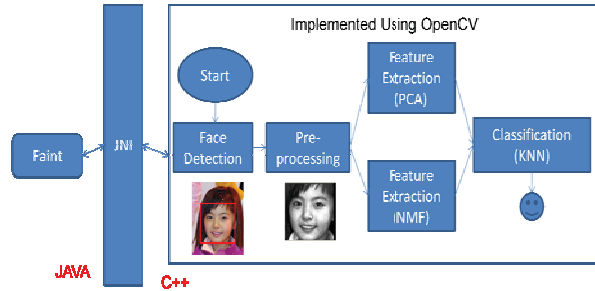 Implemented Using OpenCV
Start
Feature
Extraction
(PCA)
Faint
JNI
Face
Detection
Pre-
processing
Classification
(KNN)
Feature
Extraction
(NMF)
JAVA
C++